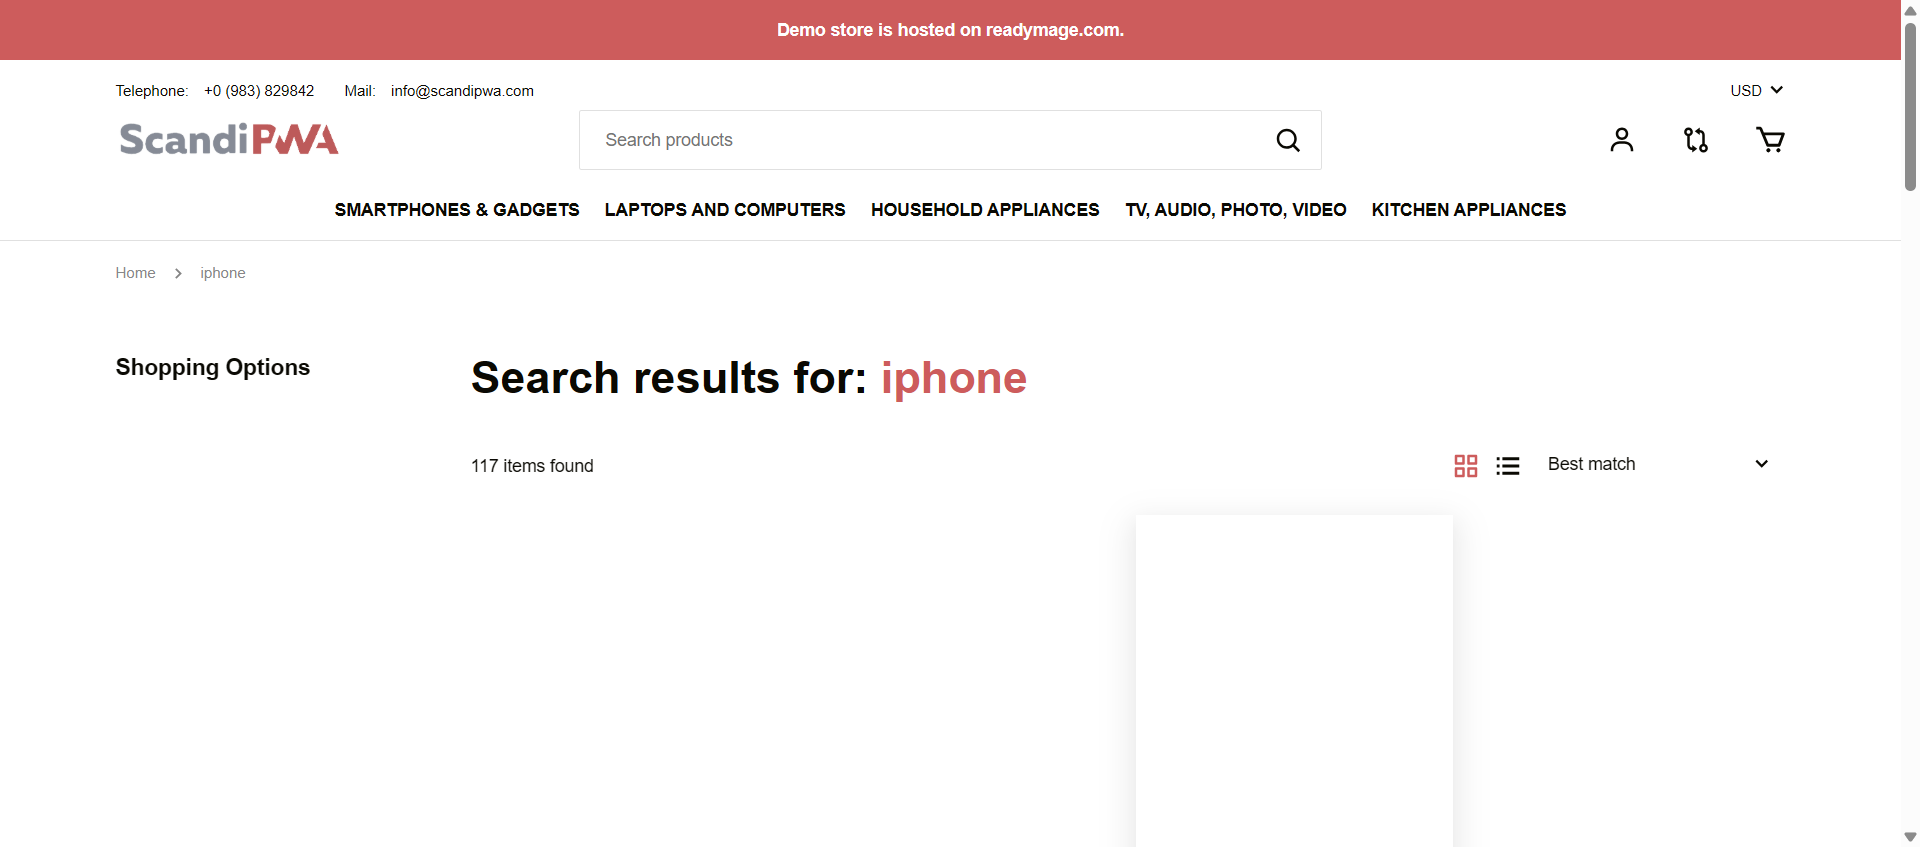 Demo store is hosted on readymage.com.
Telephone: +0 (983) 829842 Mail: info@scandipwa.com
USD
ScandiPWA
Search products
SMARTPHONES & GADGETS LAPTOPS AND COMPUTERS HOUSEHOLD APPLIANCES TV, AUDIO, PHOTO, VIDEO KITCHEN APPLIANCES
Home iphone
Shopping Options
Search results for: iphone
117 items found
Best match